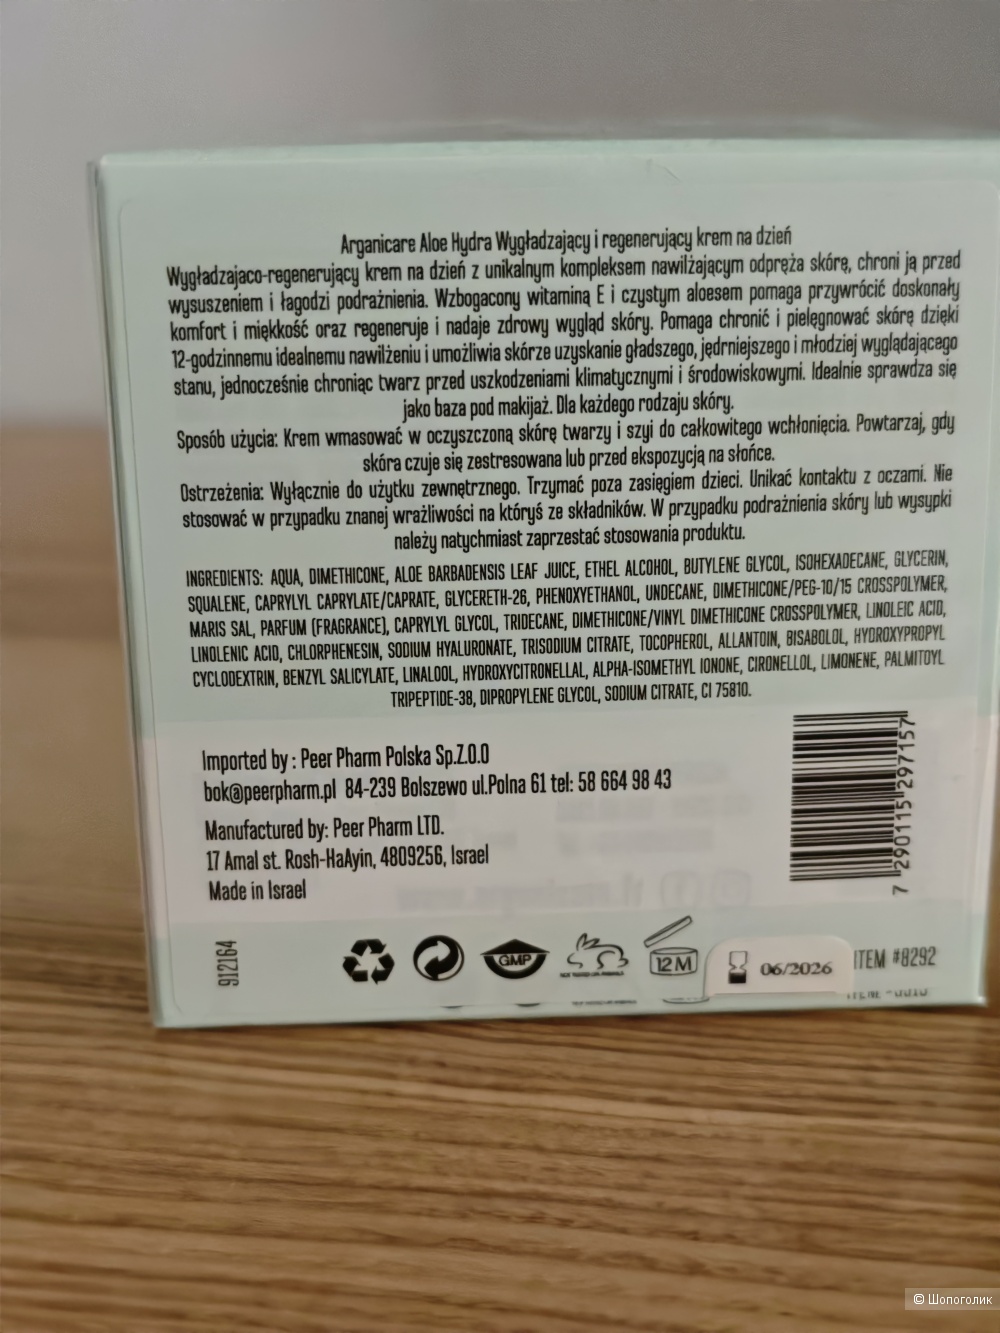 Arganicare Aloe Hydra Wygładzający i regenerujący krem na dzień
Wygładzajaco-regenerujący krem na dzień z unikalnym kompleksem nawilżającym odpręża skórę, chroni ją przed
wysuszeniem i łagodzi podrażnienia. Wzbogacony witaminą E i czystym aloesem pomaga przywrócić doskonały
komfort i miękkość oraz regeneruje i nadaje zdrowy wygląd skóry. Pomaga chronić i pielęgnować skórę dzięki
12-godzinnemu idealnemu nawilżeniu i umożliwia skórze uzyskanie gładszego, jędrniejszego i młodziej wyglądającego
stanu, jednocześnie chroniąc twarz przed uszkodzeniami klimatycznymi i środowiskowymi. Idealnie sprawdza się
jako baza pod makijaż. Dla każdego rodzaju skóry.
Sposób użycia: Krem wmasować w oczyszczoną skórę twarzy i szyi do całkowitego wchłonięcia. Powtarzaj, gdy
skóra czuje się zestresowana lub przed ekspozycją na słońce.
Ostrzeżenia: Wyłącznie do użytku zewnętrznego. Trzymać poza zasięgiem dzieci. Unikać kontaktu z oczami. Nie
stosować w przypadku znanej wrażliwości na któryś ze składników. W przypadku podrażnienia skóry lub wysypki
należy natychmiast zaprzestać stosowania produktu.
INGREDIENTS: AQUA, DIMETHICONE, ALOE BARBADENSIS LEAF JUICE, ETHEL ALCOHOL, BUTYLENE GLYCOL, ISOHEXADECANE, GLYCERIN,
SQUALENE, CAPRYLYL CAPRYLATE/CAPRATE, GLYCERETH-26, PHENOXYETHANOL, UNDECANE, DIMETHICONE/PEG-10/15 CROSSPOLYMER,
MARIS SAL, PARFUM (FRAGRANCE), CAPRYLYL GLYCOL, TRIDECANE, DIMETHICONE/VINYL DIMETHICONE CROSSPOLYMER, LINOLEIC ACID,
LINOLENIC ACID, CHLORPHENESIN, SODIUM HYALURONATE, TRISODIUM CITRATE, TOCOPHEROL, ALLANTOIN, BISABOLOL, HYDROXYPROPYL
CYCLODEXTRIN, BENZYL SALICYLATE, LINALOOL, HYDROXYCITRONELLAL, ALPHA-ISOMETHYL IONONE, CIRONELLOL, LIMONENE, PALMITOYL
TRIPEPTIDE-38, DIPROPYLENE GLYCOL, SODIUM CITRATE, CI 75810.
Imported by : Peer Pharm Polska Sp.Z.O.O
bok@peerpharm.pl 84-239 Bolszewo ul.Polna 61 tel: 58 664 98 43
Manufactured by: Peer Pharm LTD.
17 Amal st. Rosh-HaAyin, 4809256, Israel
Made in Israel
7 290115 297157
912164
GMP
12 M
06/2026
ITEM #8292
© Шопоголик